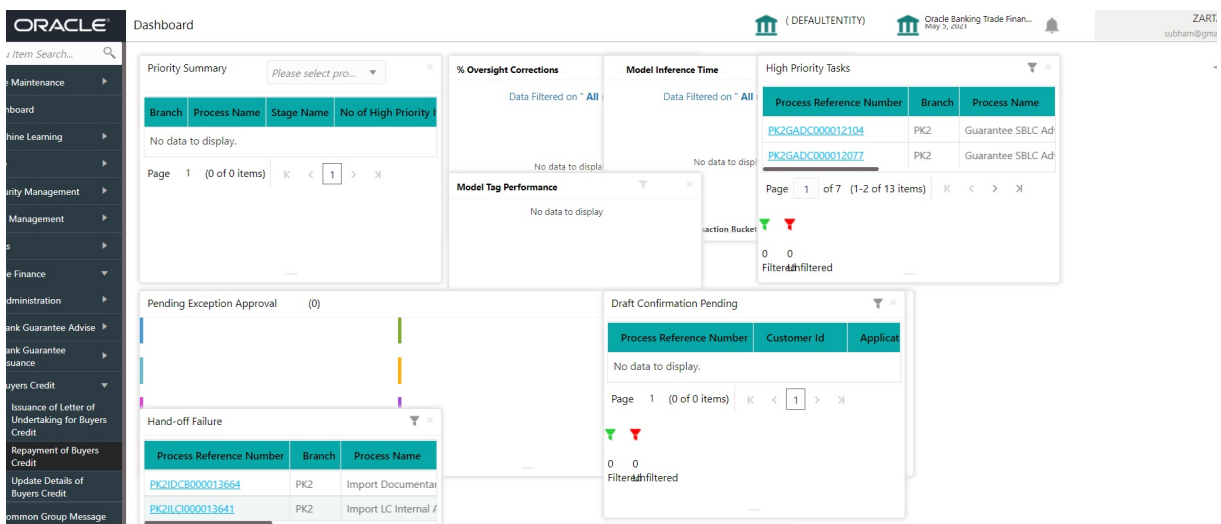 ORACLE
Dashboard
( DEFAULTENTITY)
Oracle Banking Trade Finan...
May 5, 2021
ZART
subham@gma
Item Search...
Maintenance
Machine Learning
Management
e Finance
dministration
ank Guarantee Advise
ank Guarantee
ssuance
uyers Credit
Issuance of Letter of
Undertaking for Buyers
Credit
Repayment of Buyers
Credit
Update Details of
Buyers Credit
ommon Group Message
Priority Summary
Please select pro...
Branch Process Name Stage Name No of High Priority I
No data to display.
Page 1 (0 of 0 items) 1
% Oversight Corrections
Data Filtered on " All
No data to displa
Model Inference Time
Data Filtered on " All
No data to displ
saction Bucket
Model Tag Performance
No data to display
High Priority Tasks
Process Reference Number Branch Process Name
PK2GADC000012104 PK2 Guarantee SBLC Ad
PK2GADC000012077 PK2 Guarantee SBLC Ad
Page 1 of 7 (1-2 of 13 items)
0 0
Filtered Unfiltered
Pending Exception Approval (0)
Hand-off Failure
Process Reference Number Branch Process Name
PK2IDCB000013664 PK2 Import Documentar
PK2ILCI000013641 PK2 Import LC Internal A
Draft Confirmation Pending
Process Reference Number Customer Id Applicat
No data to display.
Page 1 (0 of 0 items) 1
0 0
Filtered Unfiltered